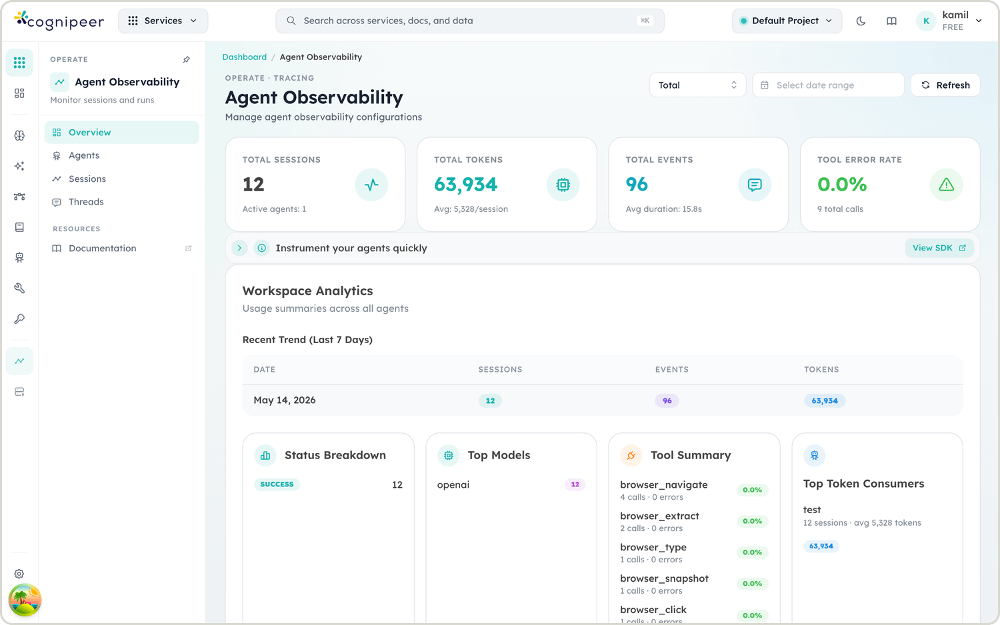 cognipeer
Services
Search across services, docs, and data
⌘K
Default Project
K
kamil
FREE
OPERATE
Agent Observability
Monitor sessions and runs
Overview
Agents
Sessions
Threads
RESOURCES
Documentation
Dashboard / Agent Observability
OPERATE · TRACING
Agent Observability
Manage agent observability configurations
Total
Select date range
Refresh
TOTAL SESSIONS
12
Active agents: 1
TOTAL TOKENS
63,934
Avg: 5,328/session
TOTAL EVENTS
96
Avg duration: 15.8s
TOOL ERROR RATE
0.0%
9 total calls
Instrument your agents quickly
View SDK
Workspace Analytics
Usage summaries across all agents
Recent Trend (Last 7 Days)
DATE SESSIONS EVENTS TOKENS
May 14, 2026 12 96 63,934
Status Breakdown
SUCCESS 12
Top Models
openai 12
Tool Summary
browser_navigate
4 calls · 0 errors
0.0%
browser_extract
2 calls · 0 errors
0.0%
browser_type
1 calls · 0 errors
0.0%
browser_snapshot
1 calls · 0 errors
0.0%
browser_click
1 calls · 0 errors
0.0%
Top Token Consumers
test
12 sessions · avg 5,328 tokens
63,934